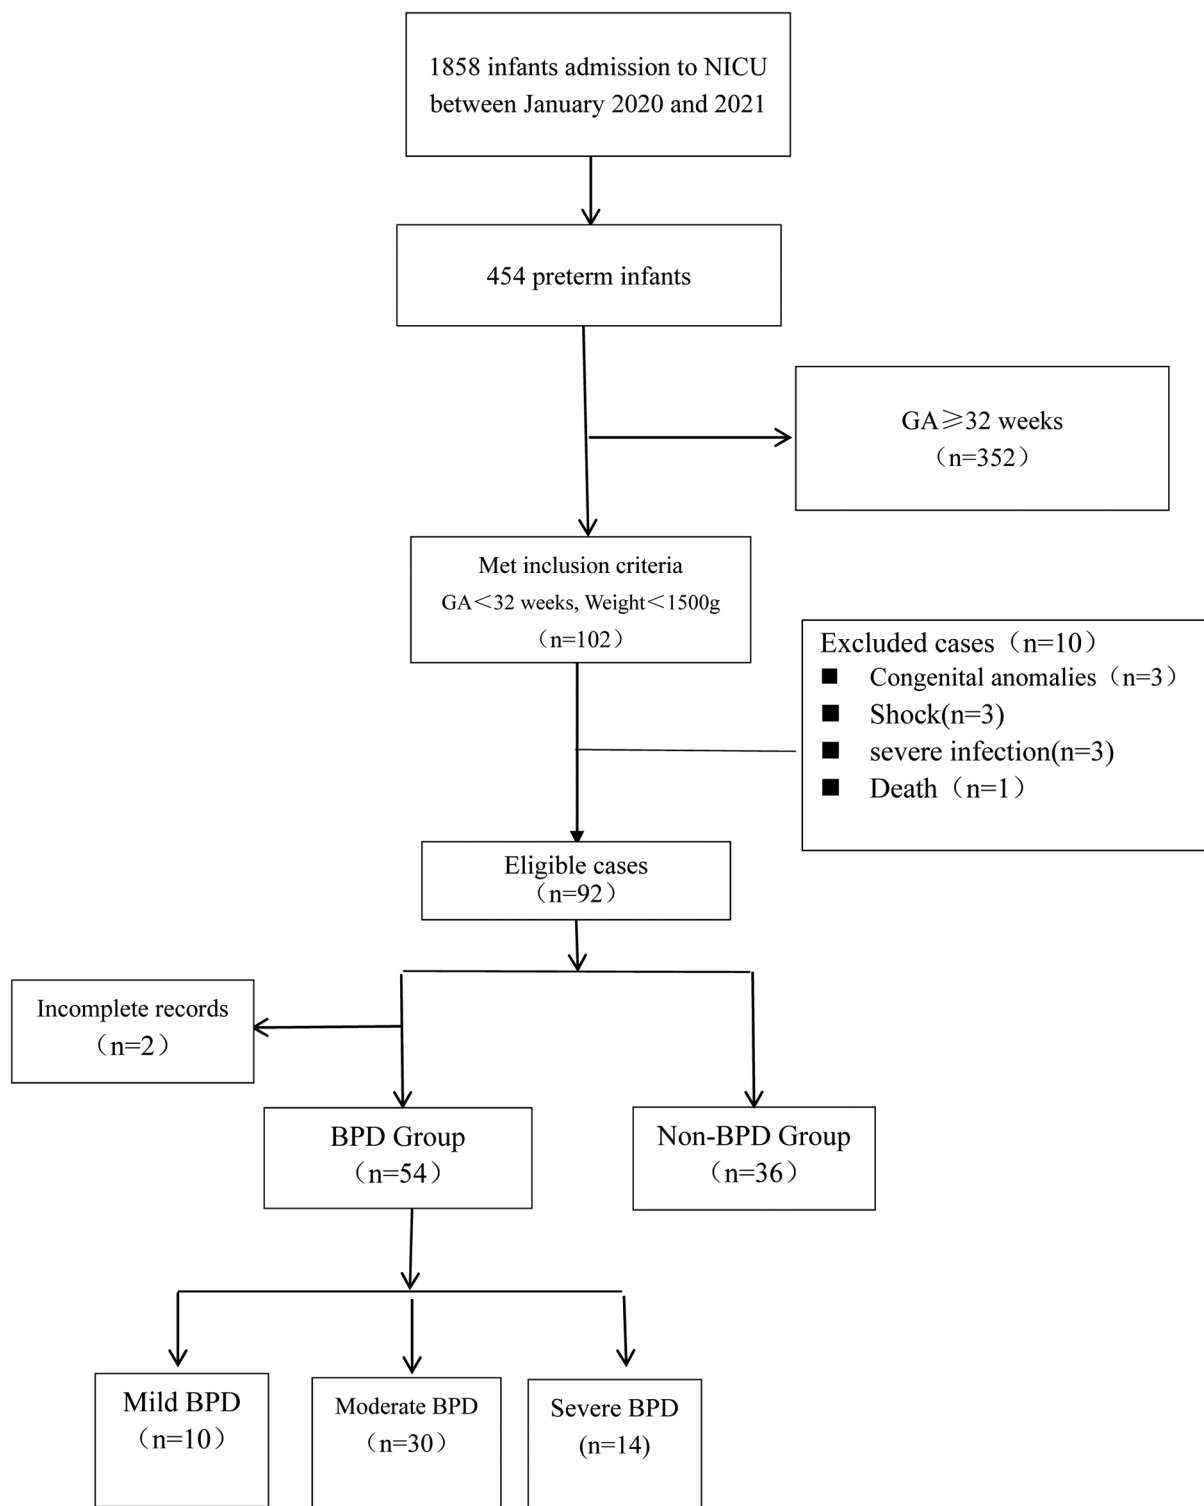 1858 infants admission to NICU
between January 2020 and 2021
454 preterm infants
GA≥32 weeks
（n=352）
Met inclusion criteria
GA＜32 weeks, Weight＜1500g
（n=102）
Excluded cases（n=10）
■ Congenital anomalies（n=3）
■ Shock(n=3)
■ severe infection(n=3)
■ Death（n=1）
Eligible cases
（n=92）
Incomplete records
（n=2）
BPD Group
（n=54）
Non-BPD Group
（n=36）
Mild BPD
（n=10）
Moderate BPD
（n=30）
Severe BPD
(n=14)